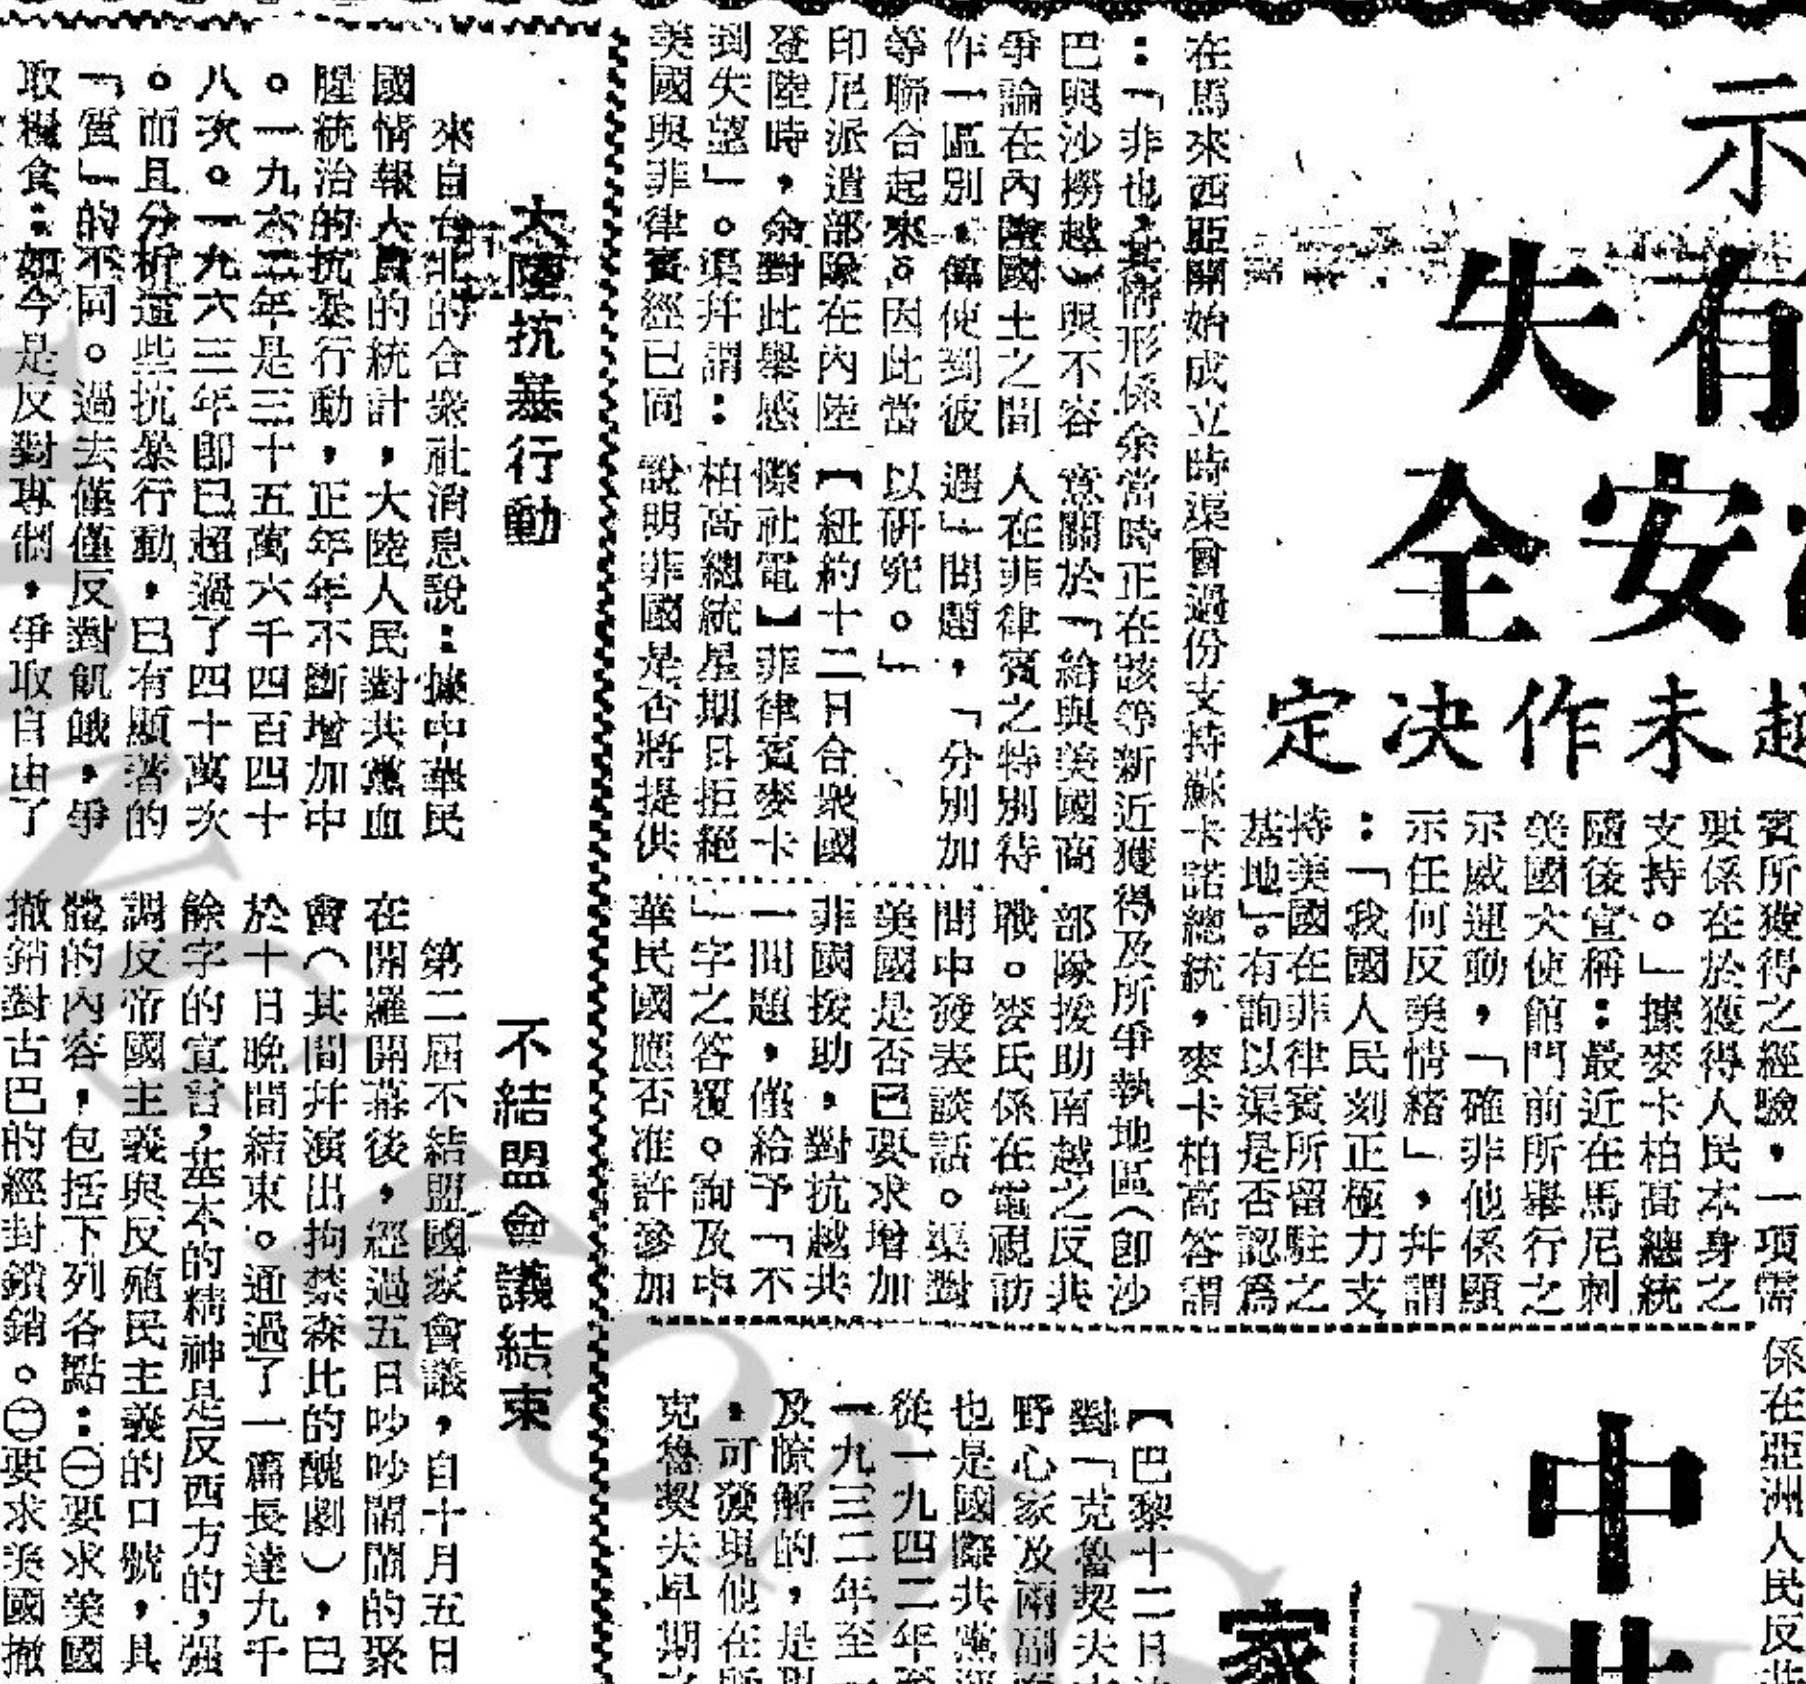 示
有失
安全
越未作決定
賓所獲得之經驗，一項需
要係在於獲得人民本身之
支持。」據麥卡柏高總統
隨後宣稱：最近在馬尼剌
美國大使館門前所舉行之
示威運動，「確非他係顯
示任何反美情緒」，幷謂
：「我國人民刻正極力支
持美國在非律賓所留駐之
基地」。有詢以渠是否認爲
在馬來西亞開始成立時渠曾過份支持蘇卡諾總統，麥卡柏高答謂
：「非也，其情形係余當時正在該等新近獲得及所爭執地區（卽沙
巴與沙撈越）與不容
爭論在內陸國土之間
作一區別，俾使到彼
等聯合起來。因此當
印尼派遣部隊在內陸
登陸時，余對此舉感
到失望」。渠幷謂：
美國與非律賓經已同
意關於「給與美國商
人在菲律賓之特別待
遇」問題，「分別加
以研究。」
【紐約十二日合衆國
際社電】菲律賓麥卡
柏高總統星期日拒絕
說明非國是否將提供
部隊援助南越之反共
戰。麥氏係在電視訪
問中發表談話。渠對
美國是否已要求增加
非國援助，對抗越共
一問題，僅給予「不
」字之答覆。詢及中
華民國應否准許參加
係在亞洲人民反共
中共
家
【巴黎十二日
對「克魯契夫
野心家及兩副
也是國際共黨
從一九四二年至
一九三二年至一
及瞭解的，是
，可發現他在
克魯契夫早期
大陸抗暴行動
來自台北的合衆社消息說：據中華民
國情報人員的統計，大陸人民對共黨血
腥統治的抗暴行動，正年年不斷增加中
。一九六二年是三十五萬六千四百四十
八次。一九六三年卽已超過了四十萬次
。而且分析這些抗暴行動，已有顯著的
「質」的不同。過去僅僅反對飢餓，爭
取糧食：如今是反對專制，爭取自由了
不結盟會議結束
第二屆不結盟國家會議，自十月五日
在開羅開幕後，經過五日吵吵鬧鬧的聚
會（其間幷演出拘禁森比的醜劇），已
於十日晚間結束。通過了一篇長達九千
餘字的宣言，基本的精神是反西方的，强
調反帝國主義與反殖民主義的口號，具
體的內容，包括下列各點：㊀要求美國
撤銷對古巴的經封鎖銷。㊁要求美國撤